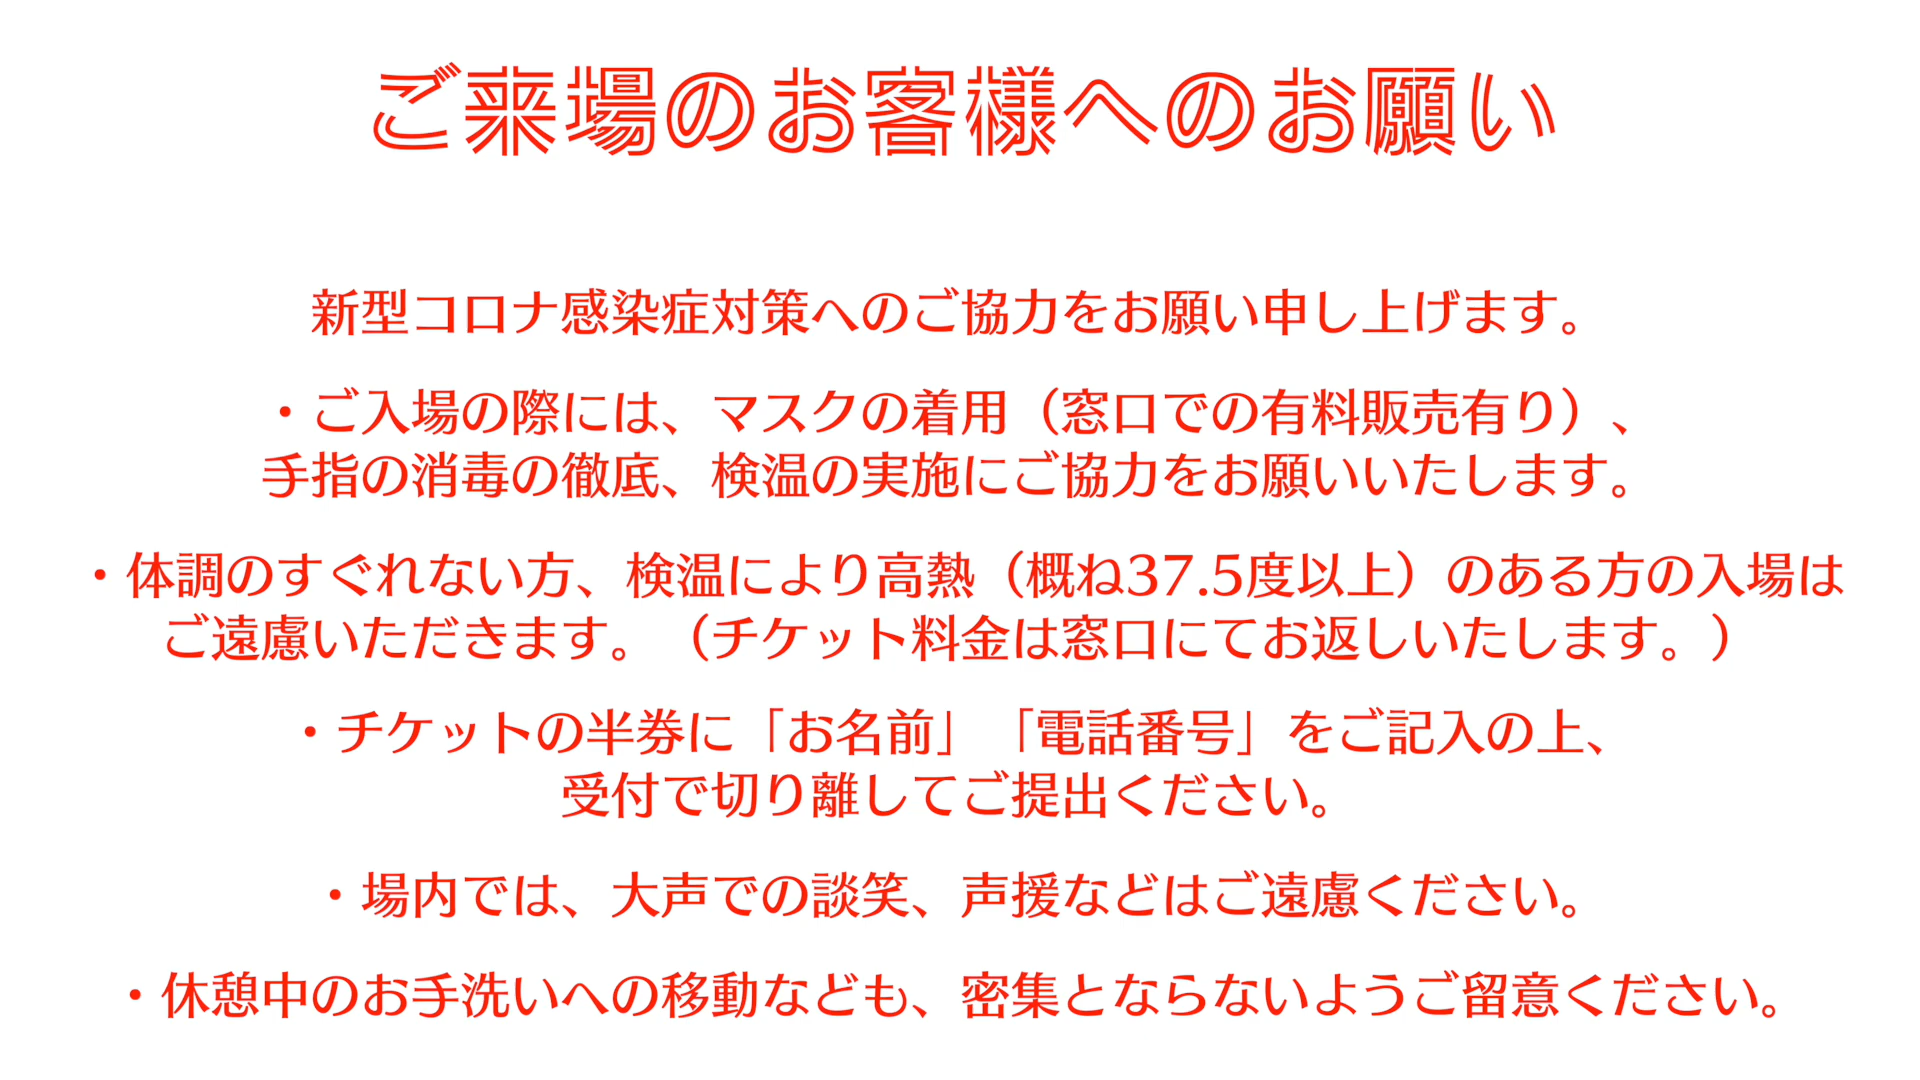 ご来場のお客様へのお願い
新型コロナ感染症対策へのご協力をお願い申し上げます。
・ご入場の際には、マスクの着用（窓口での有料販売有り）、
手指の消毒の徹底、検温の実施にご協力をお願いいたします。
・体調のすぐれない方、検温により高熱（概ね37.5度以上）のある方の入場は
ご遠慮いただきます。（チケット料金は窓口にてお返しいたします。）
・チケットの半券に「お名前」「電話番号」をご記入の上、
受付で切り離してご提出ください。
・場内では、大声での談笑、声援などはご遠慮ください。
・休憩中のお手洗いへの移動なども、密集とならないようご留意ください。